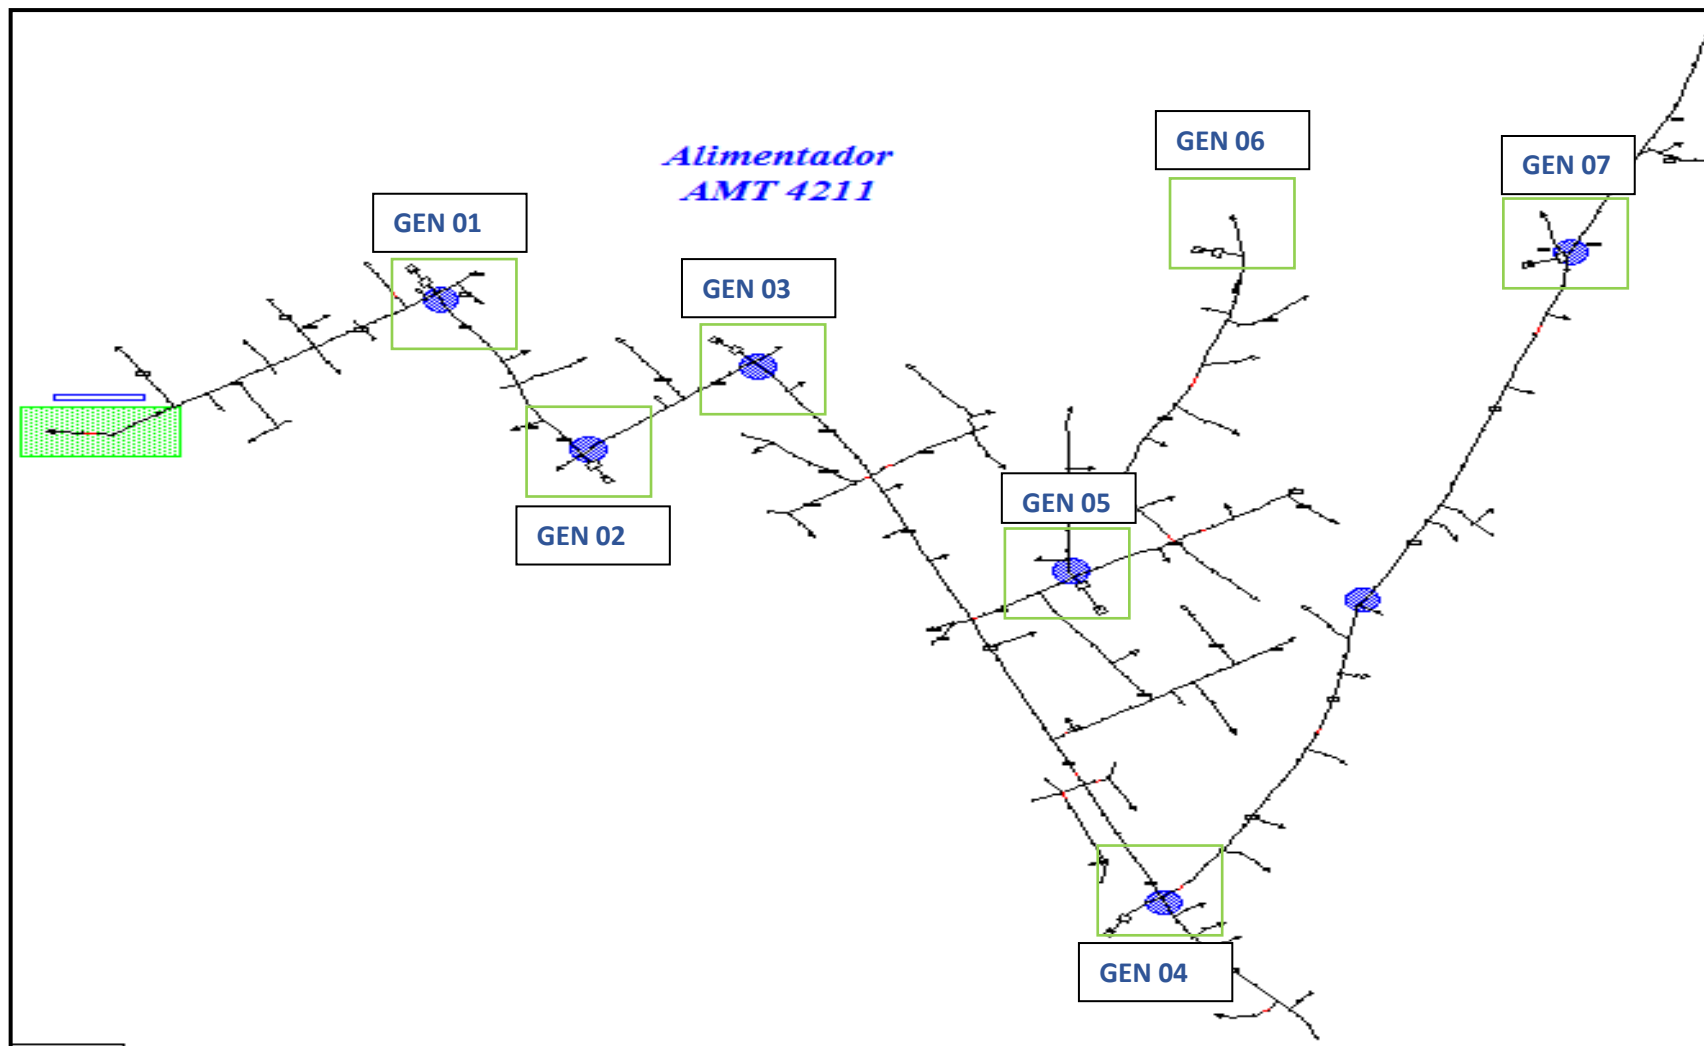 GEN 06
Alimentador
AMT 4211
GEN 07
GEN 01
GEN 03
GEN 05
GEN 02
GEN 04